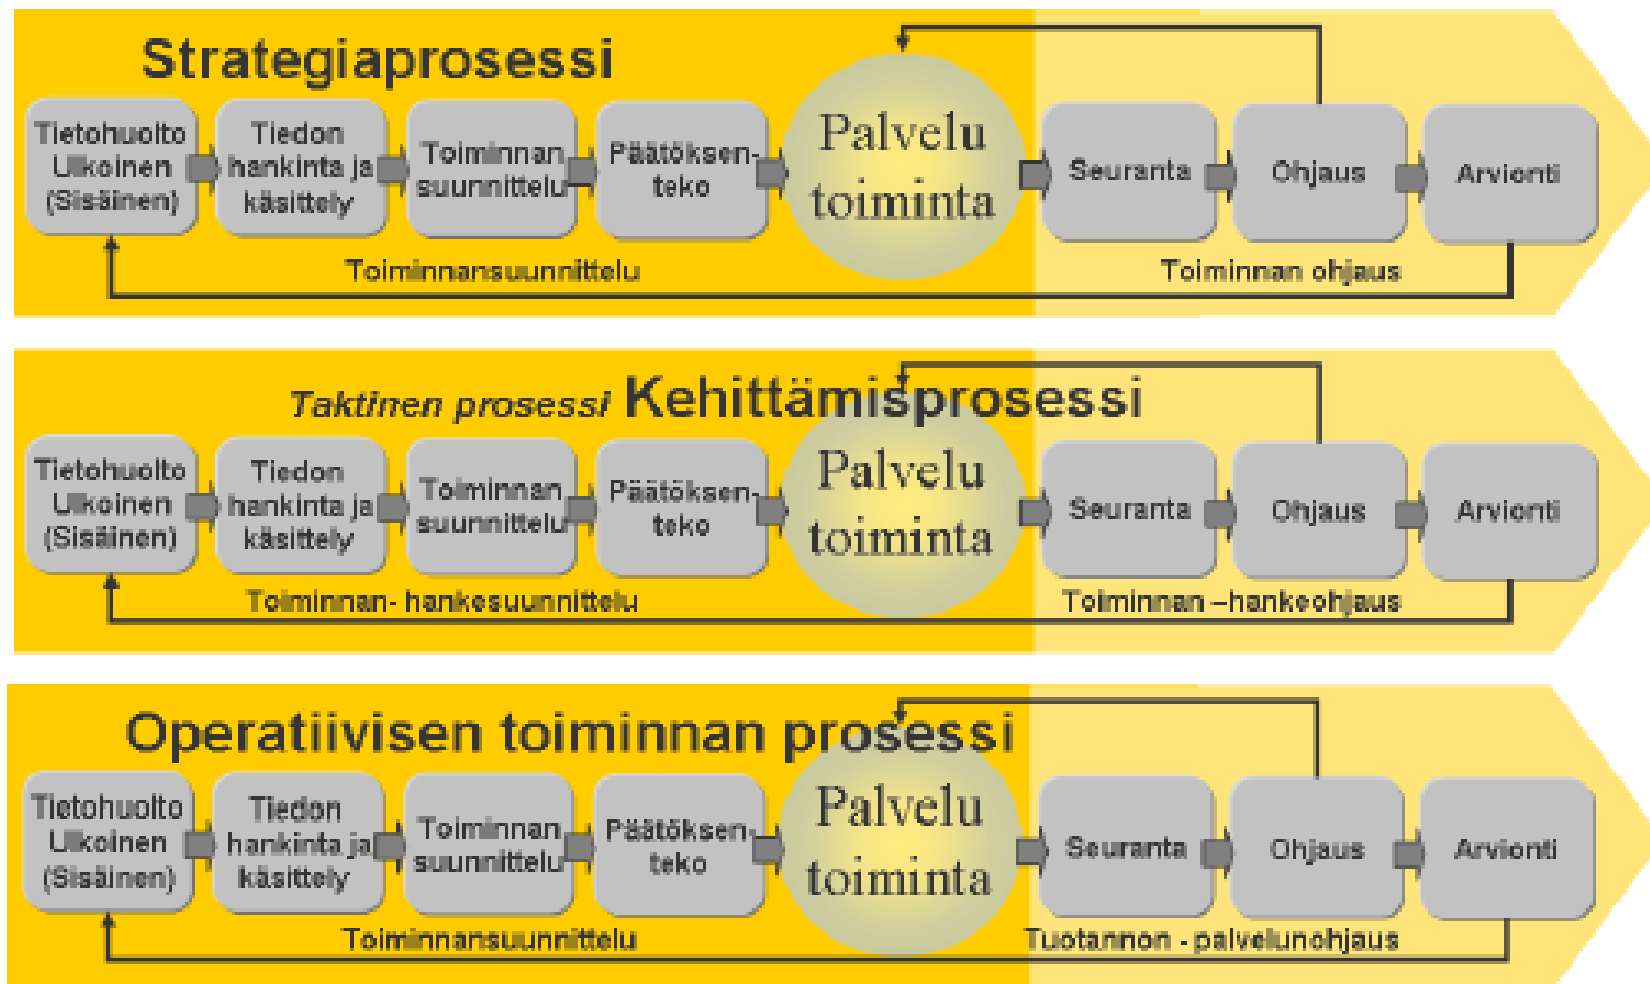 Strategiaprosessi
Tietohuolto
Ulkoinen
(Sisäinen)
Tiedon
hankinta ja
käsittely
Toiminnan
suunnittelu
Päätöksen-
teko
Palvelu
toiminta
Seuranta
Ohjaus
Arvionti
Toiminnansuunnittelu
Toiminnan ohjaus
Taktinen prosessi Kehittämisprosessi
Tietohuolto
Ulkoinen
(Sisäinen)
Tiedon
hankinta ja
käsittely
Toiminnan
suunnittelu
Päätöksen-
teko
Palvelu
toiminta
Seuranta
Ohjaus
Arvionti
Toiminnan- hankesuunnittelu
Toiminnan –hankeohjaus
Operatiivisen toiminnan prosessi
Tietohuolto
Ulkoinen
(Sisäinen)
Tiedon
hankinta ja
käsittely
Toiminnan
suunnittelu
Päätöksen-
teko
Palvelu
toiminta
Seuranta
Ohjaus
Arvionti
Toiminnansuunnittelu
Tuotannon - palvelunohjaus